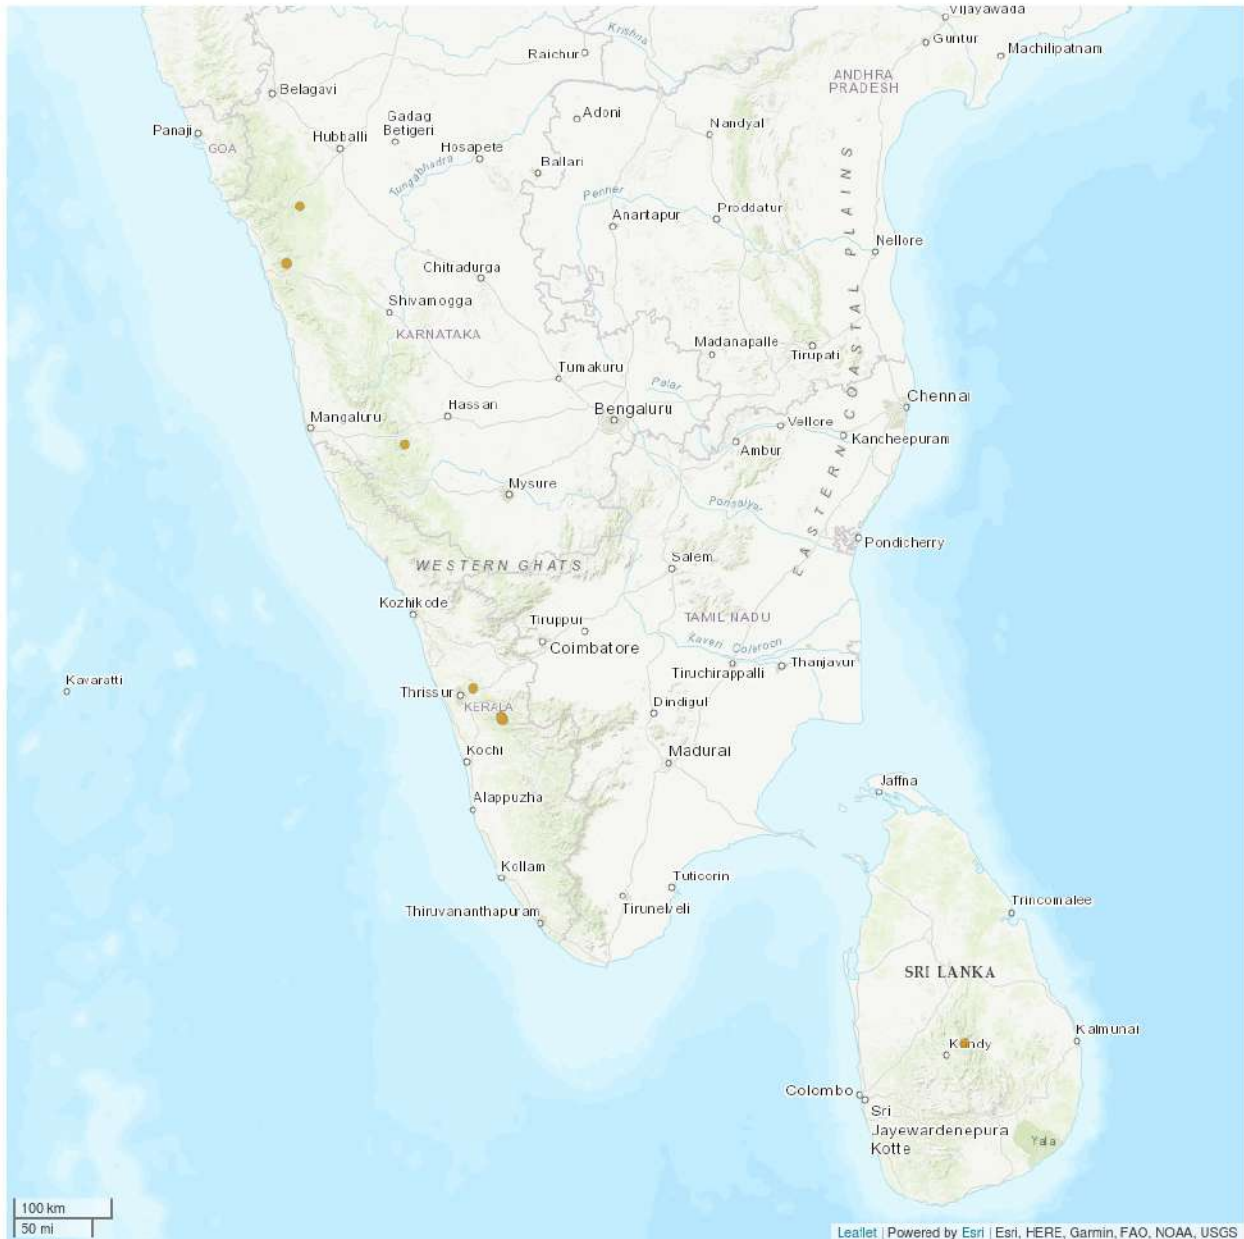 Vijayawada
Guntur
Raichur
Krishna
Machilipatnam
ANDHRA
PRADESH
Belagavi
Adoni
Gadag
Betigeri
Nandyal
Panaji
Hubballi
GOA
Hosapete
Ballari
Tungabhadra
Penner
Proddatur
Anantapur
Nellore
Chitradurga
Shivamogga
KARNATAKA
Madanapalle
Tirupati
EASTERN COASTAL PLAINS
Tumakuru
Palar
Chennai
Hassan
Bengaluru
Mangaluru
Vellore
Kancheepuram
Ambur
Mysure
Ponnaiyar
Pondicherry
Salem
WESTERN GHATS
Kozhikode
Tiruppur
TAMIL NADU
Coimbatore
Kaveri Coleroon
Tiruchirappalli
Thanjavur
Kavaratti
Thrissur
KERALA
Dindigul
Kochi
Madurai
Jaffna
Alappuzha
Kollam
Tuticorin
Thiruvananthapuram
Tirunelveli
Trincomalee
SRI LANKA
Kalmunai
Kandy
Colombo
Sri
Jayewardenepura
Kotte
Yala
100 km
50 mi
Leaflet | Powered by Esri | Esri, HERE, Garmin, FAO, NOAA, USGS